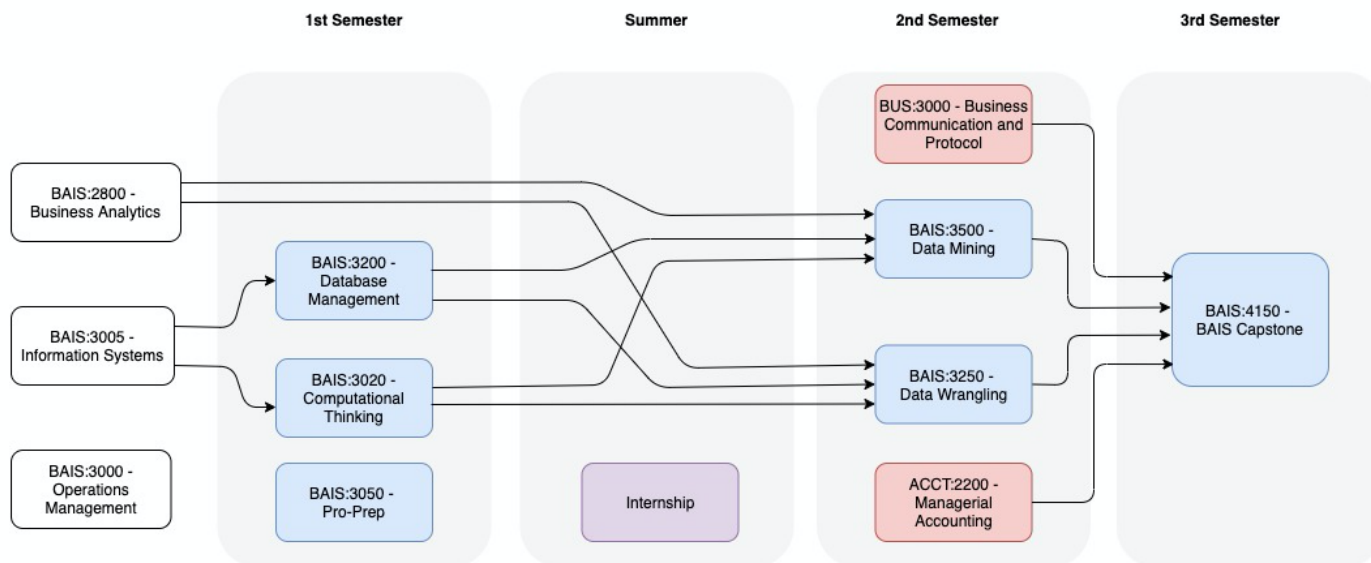 1st Semester
Summer
2nd Semester
3rd Semester
BAIS:2800 -
Business Analytics
BAIS:3005 -
Information Systems
BAIS:3000 -
Operations
Management
BAIS:3200 -
Database
Management
BAIS:3020 -
Computational
Thinking
BAIS:3050 -
Pro-Prep
Internship
BUS:3000 - Business
Communication and
Protocol
BAIS:3500 -
Data Mining
BAIS:3250 -
Data Wrangling
ACCT:2200 -
Managerial
Accounting
BAIS:4150 -
BAIS Capstone